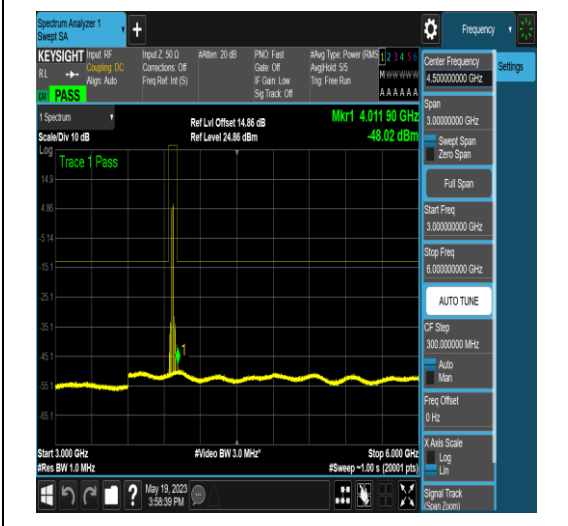 Spectrum Analyzer 1
Swept SA
+
Frequency
KEYSIGHT
RL
PASS
Input: RF
Coupling: DC
Align: Auto
Input Z: 50 Ω
Corrections: Off
Freq Ref: Int (S)
#Atten: 20 dB
PNO: Fast
Gate: Off
IF Gain: Low
Sig Track: Off
#Avg Type: Power (RMS
Avg|Hold: 5/5
Trig: Free Run
1 2 3 4 5 6
M W W W W W
A A A A A A
1 Spectrum
Scale/Div 10 dB
Ref Lvl Offset 14.86 dB
Ref Level 24.86 dBm
Mkr1 4.011 90 GHz
-48.02 dBm
Log
Trace 1 Pass
14.9
4.86
-5.14
-15.1
-25.1
-35.1
-45.1
-55.1
-65.1
1
Start 3.000 GHz
#Res BW 1.0 MHz
#Video BW 3.0 MHz*
Stop 6.000 GHz
#Sweep ~1.00 s (20001 pts)
?
May 19, 2023
3:58:39 PM
Center Frequency
4.500000000 GHz
Settings
Span
3.00000000 GHz
Swept Span
Zero Span
Full Span
Start Freq
3.000000000 GHz
Stop Freq
6.000000000 GHz
AUTO TUNE
CF Step
300.000000 MHz
Auto
Man
Freq Offset
0 Hz
X Axis Scale
Log
Lin
Signal Track
(Span Zoom)